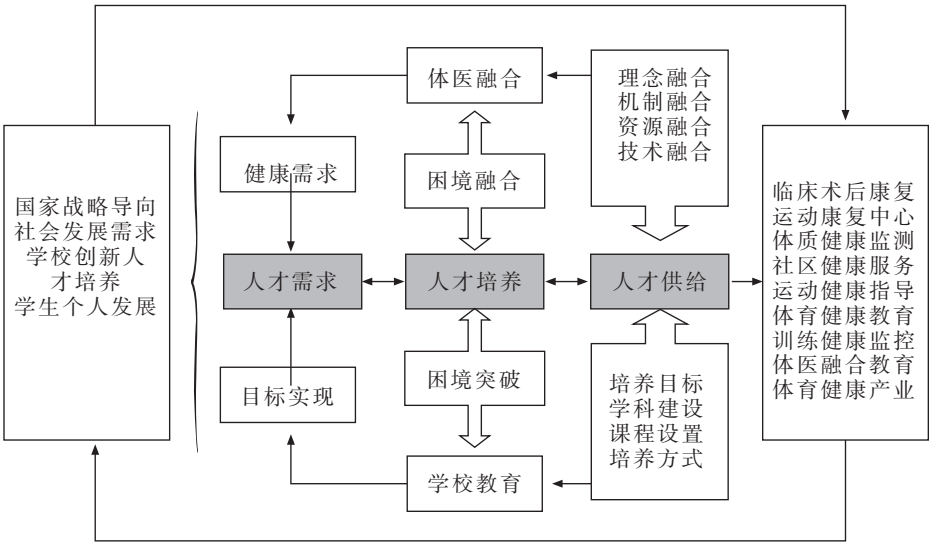 国家战略导向
社会发展需求
学校创新人
才培养
学生个人发展
体医融合
理念融合
机制融合
资源融合
技术融合
健康需求
困境融合
人才需求
人才培养
人才供给
目标实现
困境突破
培养目标
学科建设
课程设置
培养方式
学校教育
临床术后康复
运动康复中心
体质健康监测
社区健康服务
运动健康指导
体育健康教育
训练健康监控
体医融合教育
体育健康产业